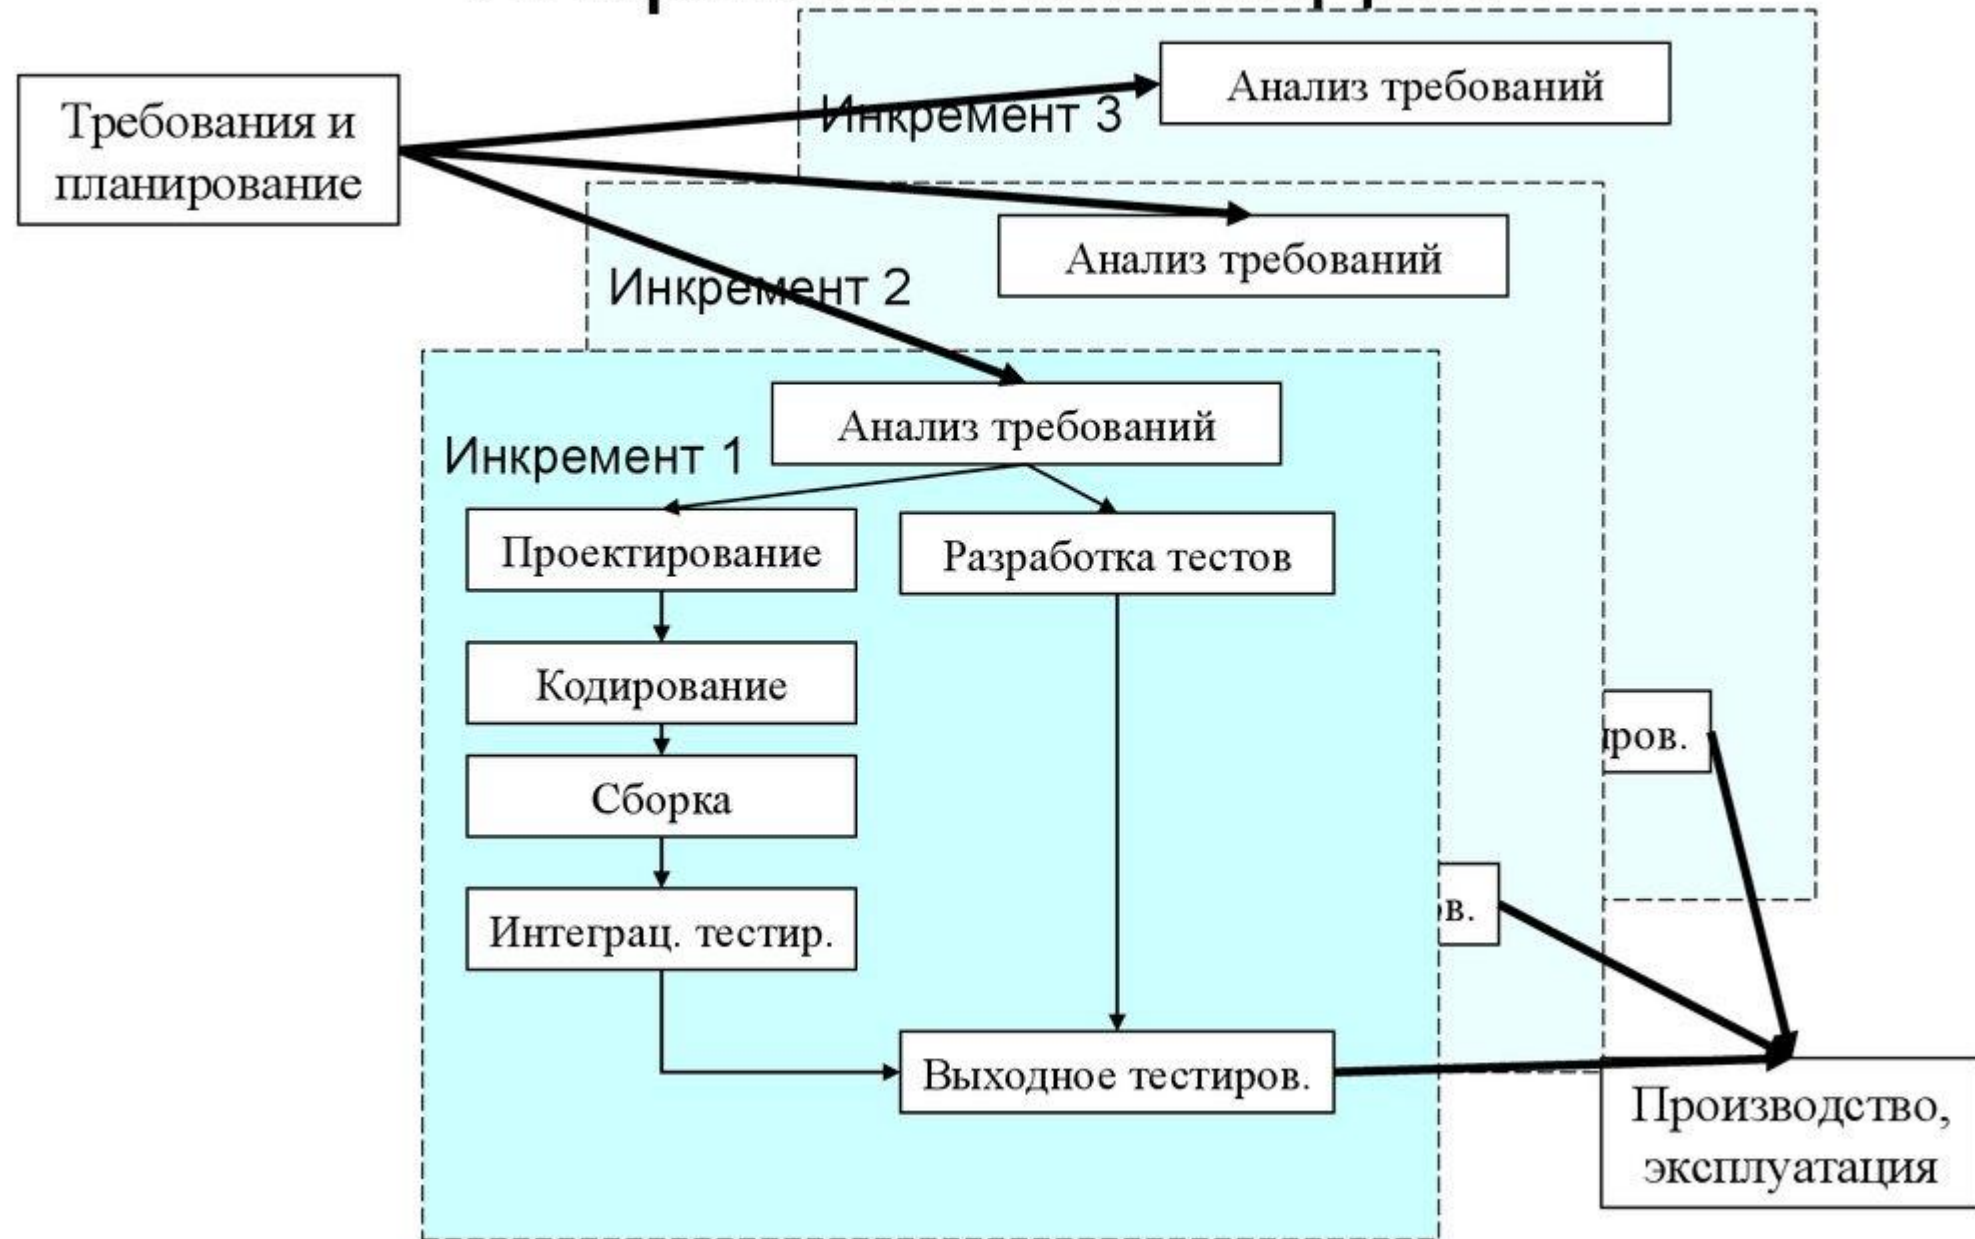 Анализ требований
Инкремент 3
Требования и
планирование
Анализ требований
Инкремент 2
Анализ требований
Инкремент 1
Проектирование
Разработка тестов
Кодирование
Сборка
Интеграц. тестир.
Выходное тестиров.
Производство,
эксплуатация